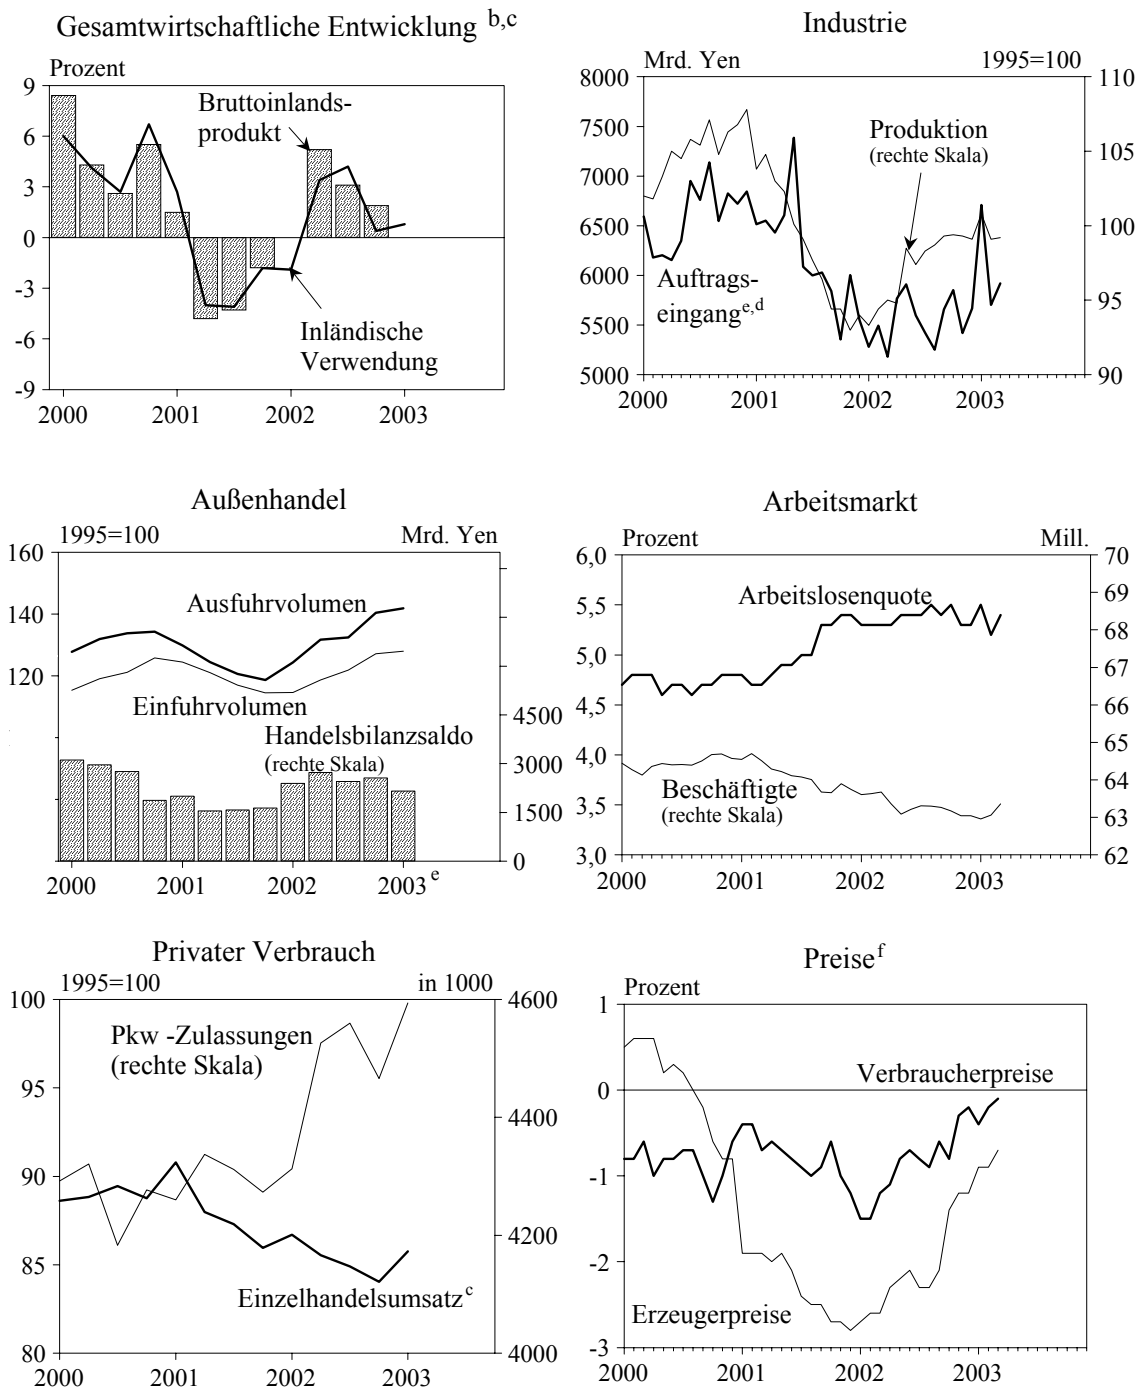 Gesamtwirtschaftliche Entwicklung b,c
Prozent
9
6
3
0
-3
-6
-9
Bruttoinlands-
produkt
Inländische
Verwendung
2000 2001 2002 2003
Industrie
Mrd. Yen 1995=100
8000
7500
7000
6500
6000
5500
5000
110
105
100
95
90
Produktion
(rechte Skala)
Auftrags-
eingang e,d
2000 2001 2002 2003
Außenhandel
1995=100 Mrd. Yen
160
140
120
4500
3000
1500
0
Ausfuhrvolumen
Einfuhrvolumen
Handelsbilanzsaldo
(rechte Skala)
2000 2001 2002 2003 e
Arbeitsmarkt
Prozent Mill.
6,0
5,5
5,0
4,5
4,0
3,5
3,0
70
69
68
67
66
65
64
63
62
Arbeitslosenquote
Beschäftigte
(rechte Skala)
2000 2001 2002 2003
Privater Verbrauch
1995=100 in 1000
100
95
90
85
80
4600
4400
4200
4000
Pkw -Zulassungen
(rechte Skala)
Einzelhandelsumsatz c
2000 2001 2002 2003
Preise f
Prozent
1
0
-1
-2
-3
Verbraucherpreise
Erzeugerpreise
2000 2001 2002 2003